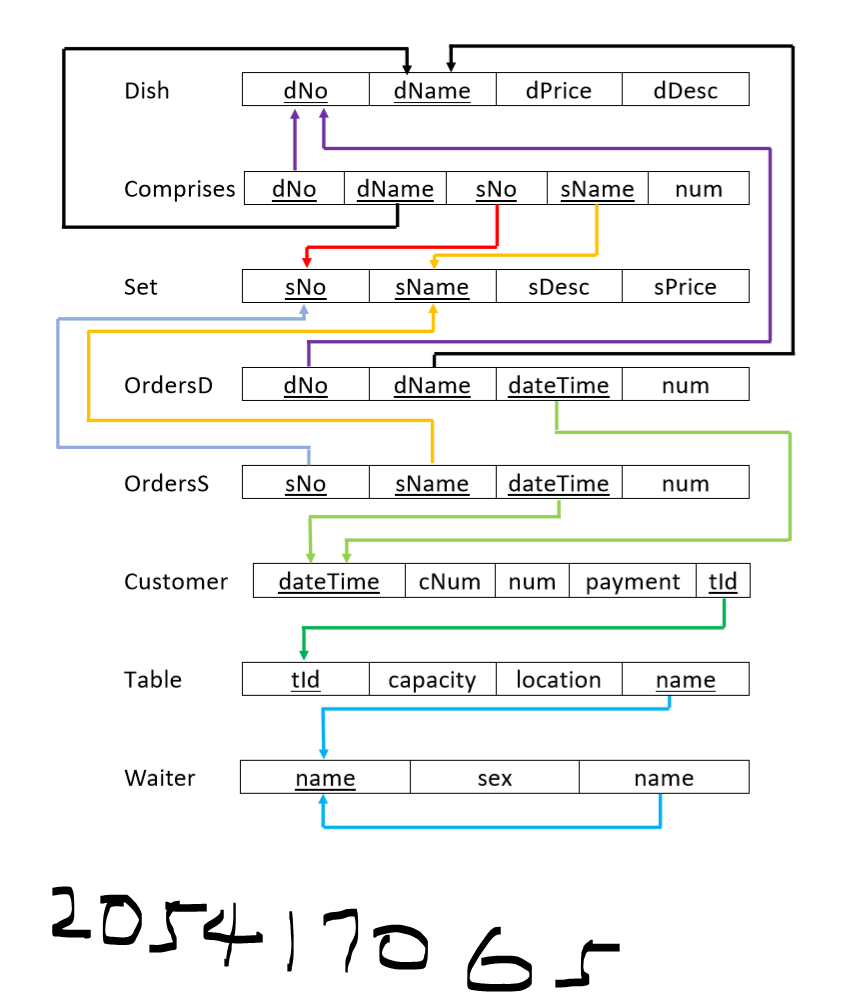 Dish dNo dName dPrice dDesc
Comprises dNo dName sNo sName num
Set sNo sName sDesc sPrice
OrdersD dNo dName dateTime num
OrdersS sNo sName dateTime num
Customer dateTime cNum num payment tId
Table tId capacity location name
Waiter name sex name
205417065